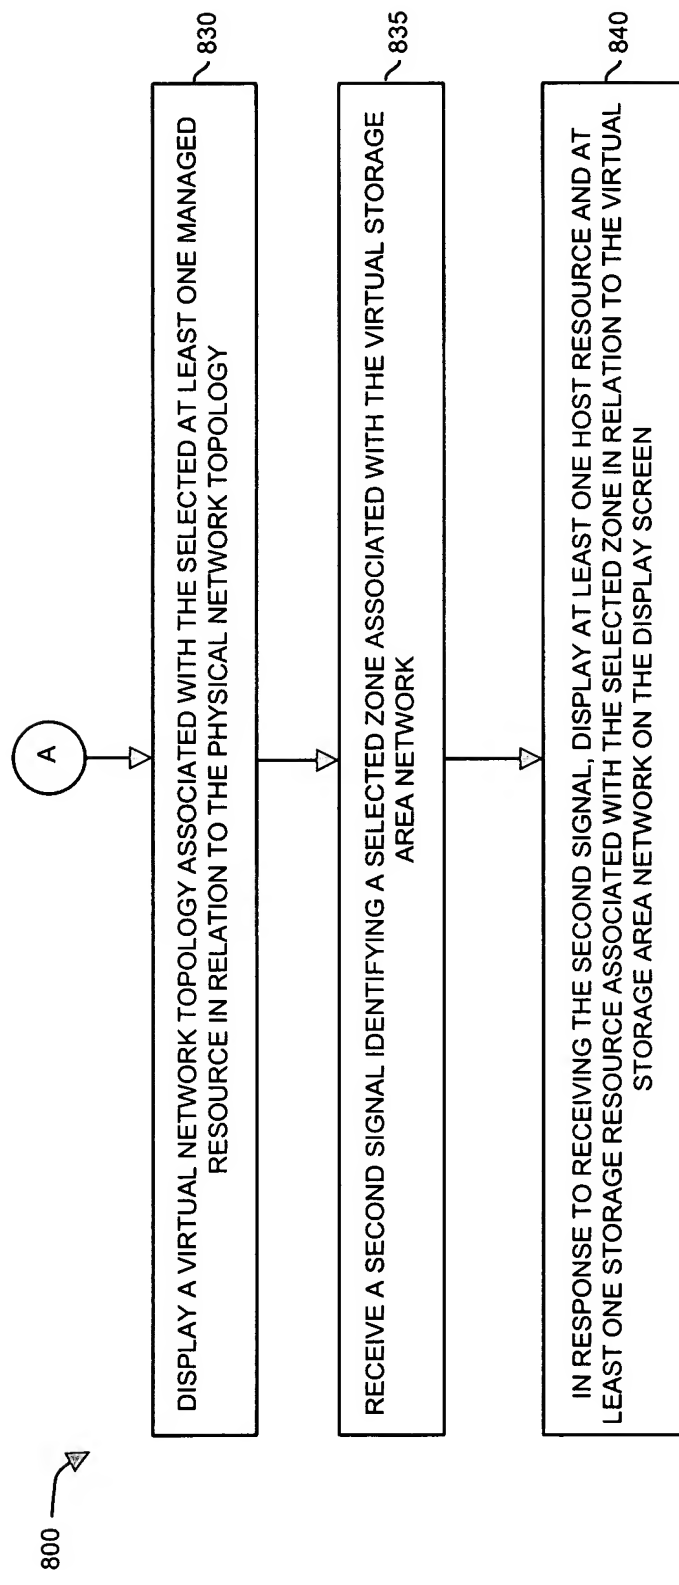 800
A
DISPLAY A VIRTUAL NETWORK TOPOLOGY ASSOCIATED WITH THE SELECTED AT LEAST ONE MANAGED
RESOURCE IN RELATION TO THE PHYSICAL NETWORK TOPOLOGY
830
RECEIVE A SECOND SIGNAL IDENTIFYING A SELECTED ZONE ASSOCIATED WITH THE VIRTUAL STORAGE
AREA NETWORK
835
IN RESPONSE TO RECEIVING THE SECOND SIGNAL, DISPLAY AT LEAST ONE HOST RESOURCE AND AT
LEAST ONE STORAGE RESOURCE ASSOCIATED WITH THE SELECTED ZONE IN RELATION TO THE VIRTUAL
STORAGE AREA NETWORK ON THE DISPLAY SCREEN
840